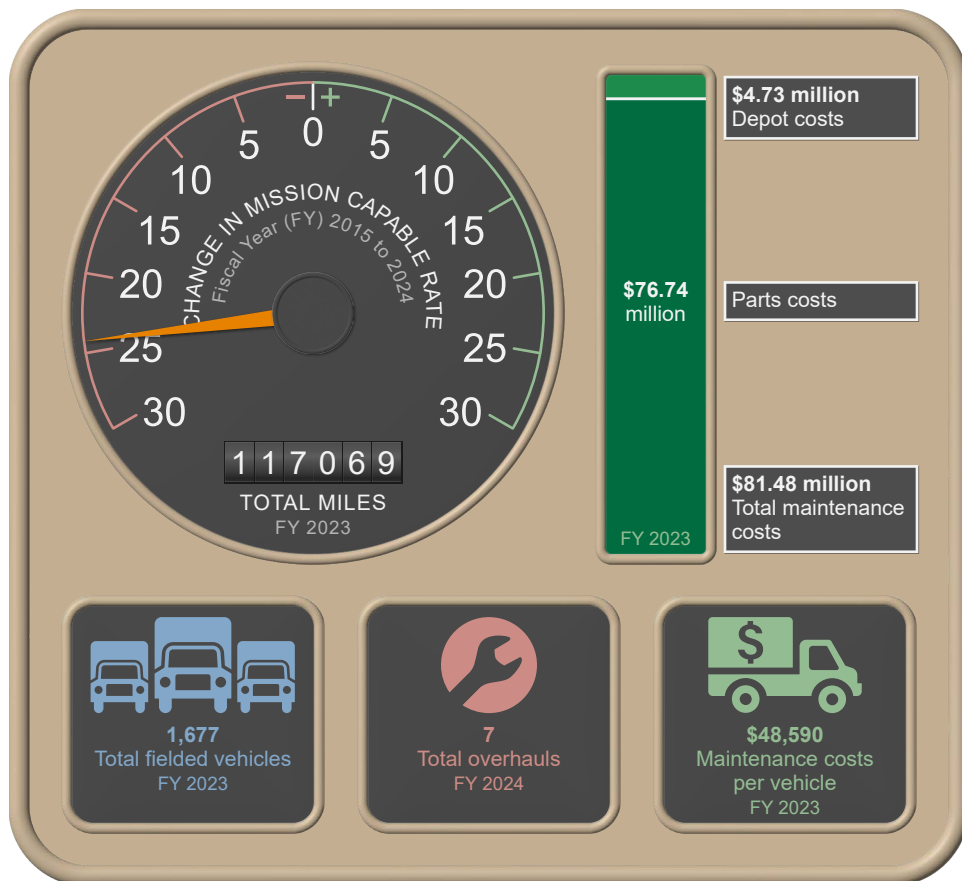 − +
0
5
5
10
10
15
15
20
20
25
25
30
30
CHANGE IN MISSION CAPABLE RATE
Fiscal Year (FY) 2015 to 2024
117069
TOTAL MILES
FY 2023
$4.73 million
Depot costs
$76.74
million
Parts costs
$81.48 million
Total maintenance
costs
FY 2023
1,677
Total fielded vehicles
FY 2023
7
Total overhauls
FY 2024
$
$48,590
Maintenance costs
per vehicle
FY 2023